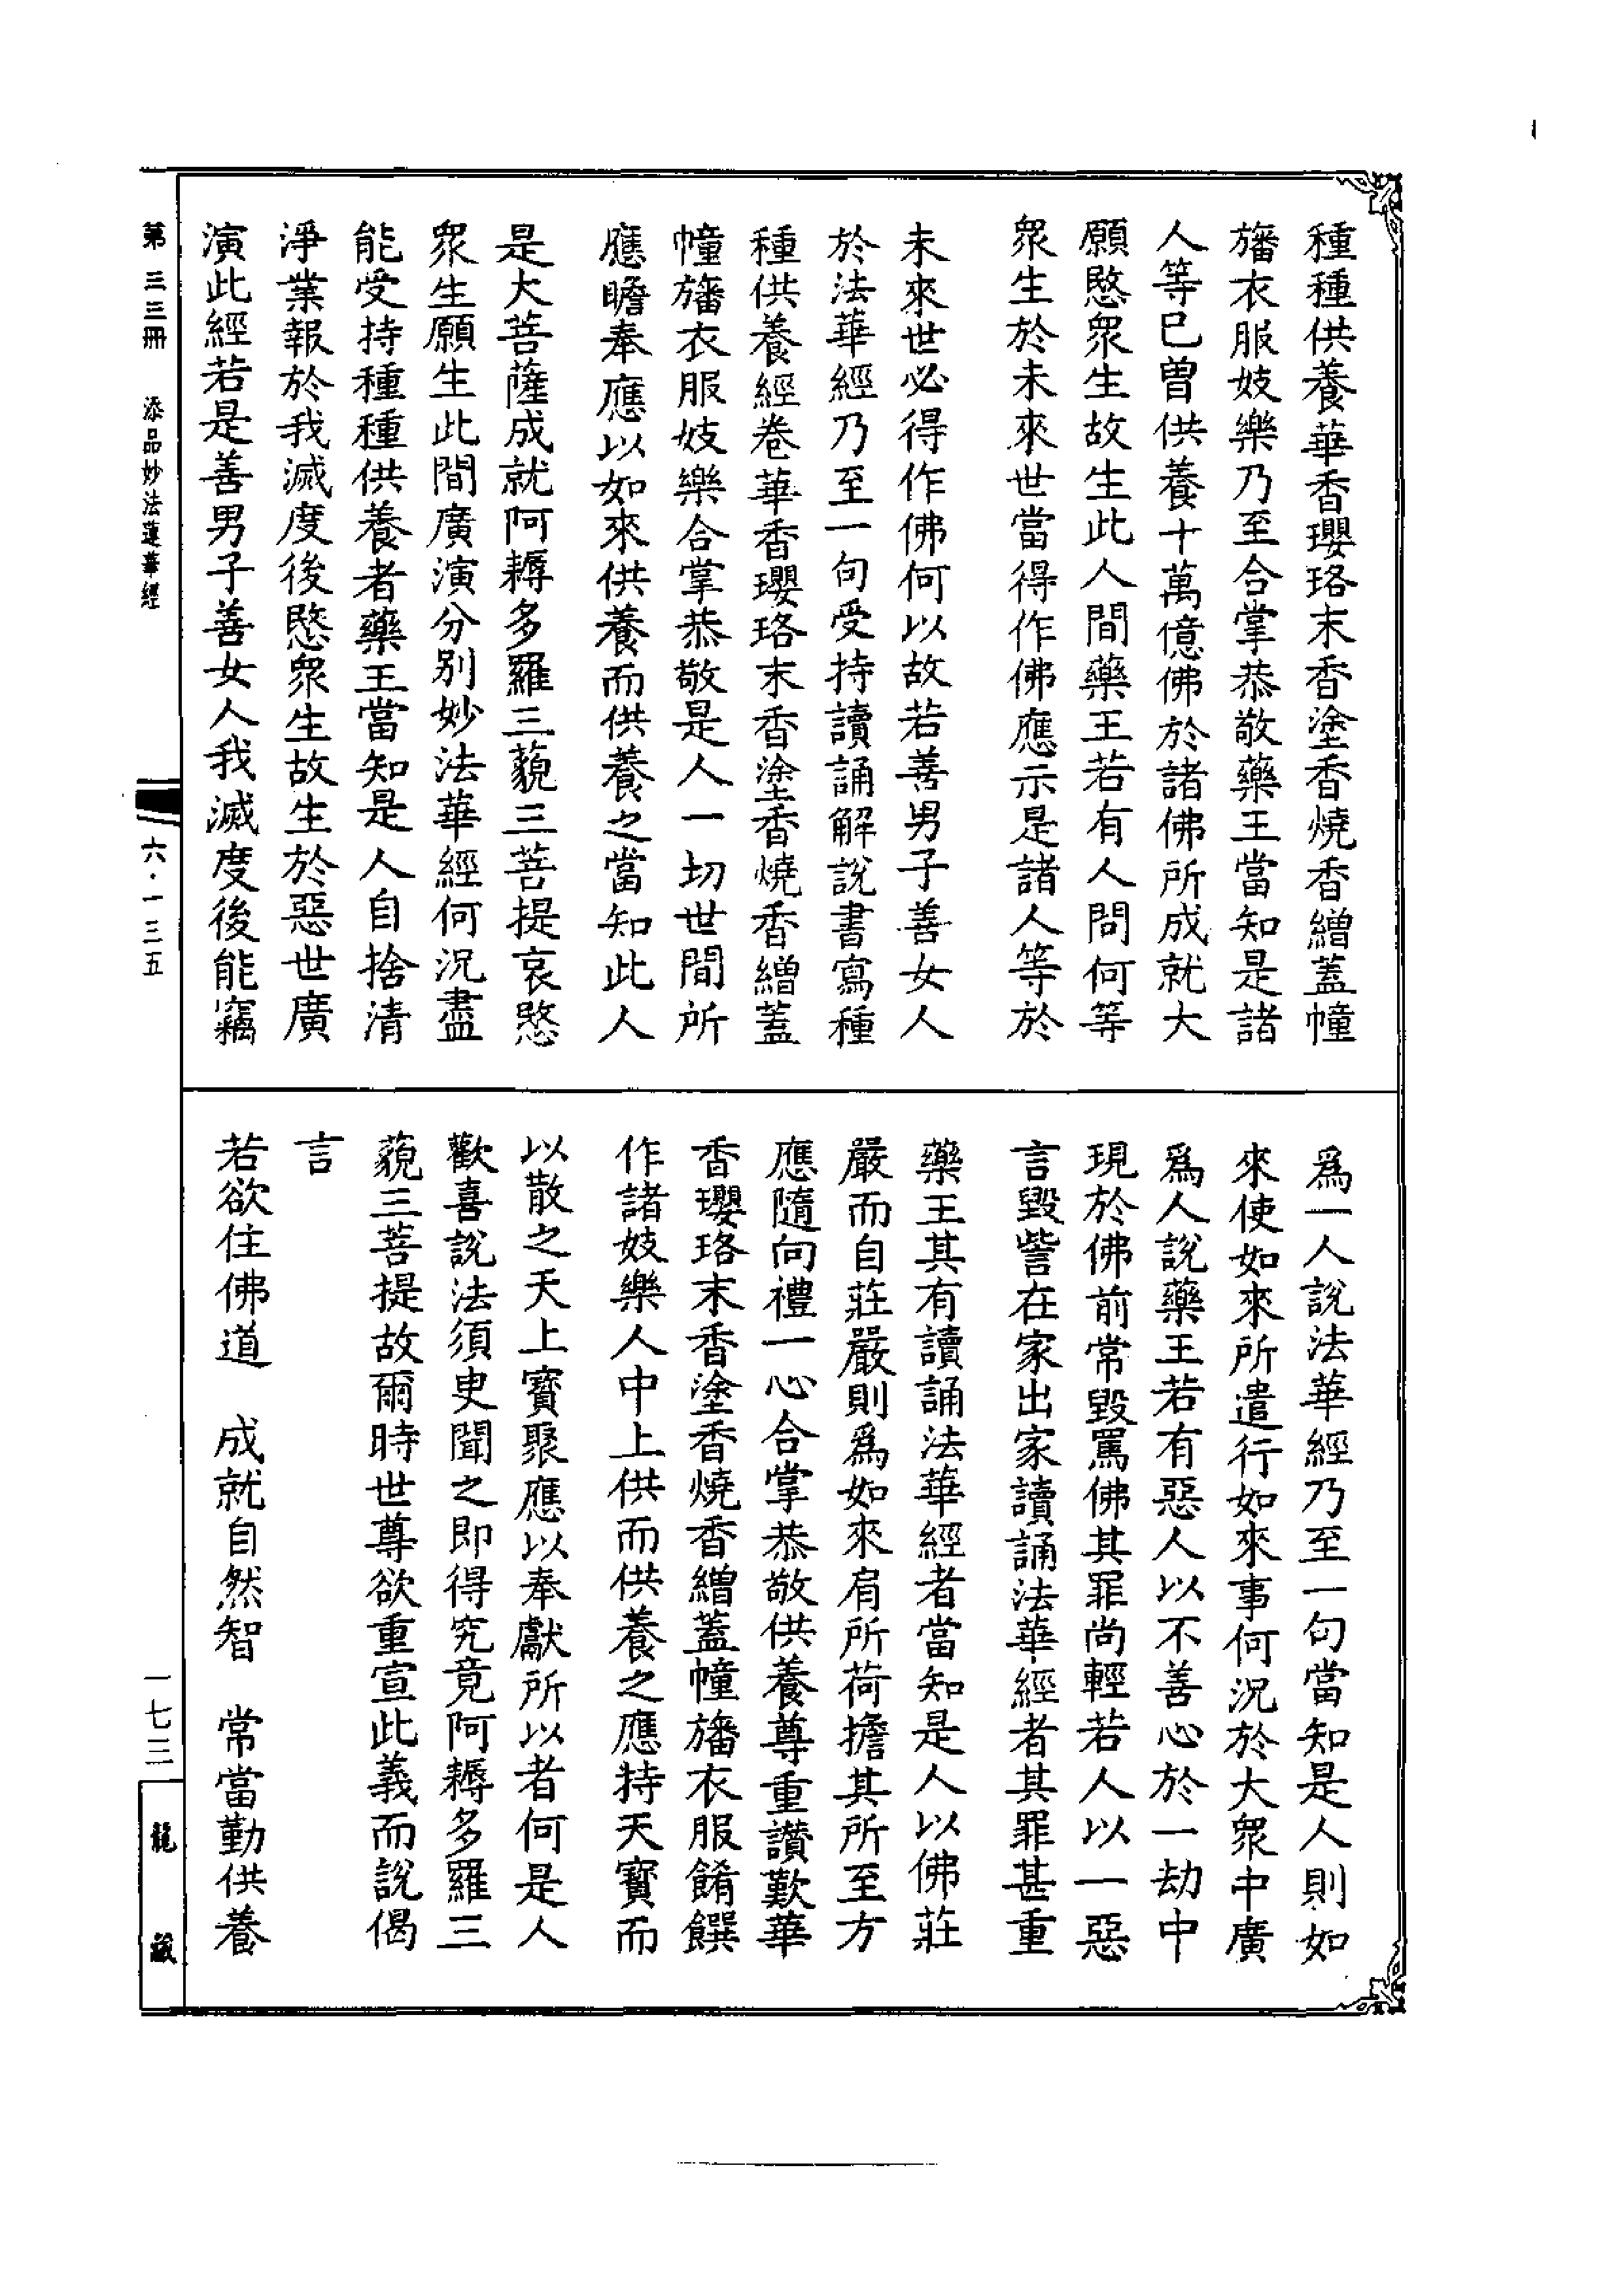 種種供養華香瓔珞末香塗香燒香繒蓋幢
旛衣服妓樂乃至合掌恭敬藥王當知是諸
人等已曾供養十萬億佛於諸佛所成就大
願愍衆生故生此人間藥王若有人問何等
衆生於未來世當得作佛應示是諸人等於
未來世必得作佛何以故若善男子善女人
於法華經乃至一句受持讀誦解說書寫種
種供養經卷華香瓔珞末香塗香燒香繒蓋
幢旛衣服妓樂合掌恭敬是人一切世間所
應瞻奉應以如來供養而供養之當知此人
是大菩薩成就阿耨多羅三藐三菩提哀愍
衆生願生此間廣演分別妙法華經何況盡
能受持種種供養者藥王當知是人自捨清
淨業報於我滅度後愍衆生故生於惡世廣
演此經若是善男子善女人我滅度後能竊
爲一人說法華經乃至一句當知是人則如
來使如來所遣行如來事何況於大衆中廣
爲人說藥王若有惡人以不善心於一劫中
現於佛前常毀罵佛其罪尚輕若人以一惡
言毀訾在家出家讀誦法華經者其罪甚重
藥王其有讀誦法華經者當知是人以佛莊
嚴而自莊嚴則爲如來肩所荷擔其所至方
應隨向禮一心合掌恭敬供養尊重讚歎華
香瓔珞末香塗香燒香繒蓋幢旛衣服餚饌
作諸妓樂人中上供而供養之應持天寶而
以散之天上寶聚應以奉獻所以者何是人
歡喜說法須臾聞之即得究竟阿耨多羅三
藐三菩提故爾時世尊欲重宣此義而說偈
言
若欲住佛道　成就自然智　常當勤供養
第三三冊　添品妙法蓮華經
六·一三五
一七三
龍藏